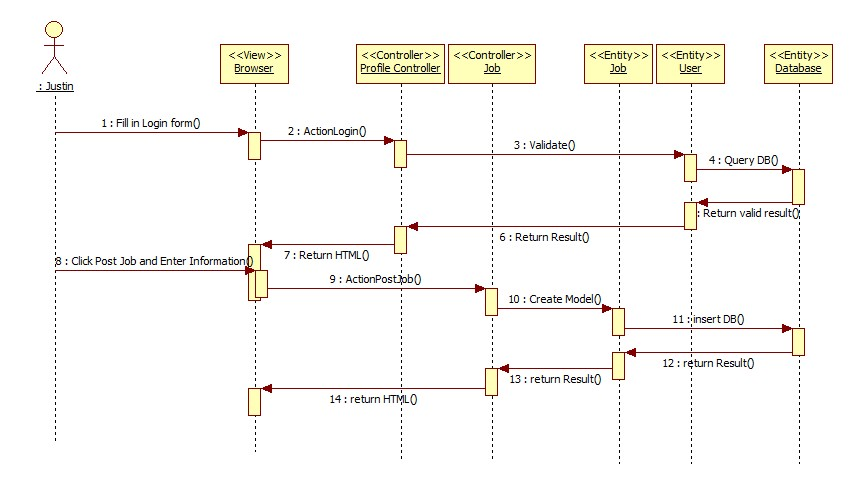 <<View>>
Browser
<<Controller>>
Profile Controller
<<Controller>>
Job
<<Entity>>
Job
<<Entity>>
User
<<Entity>>
Database
: Justin
1 : Fill in Login form()
2 : ActionLogin()
3 : Validate()
4 : Query DB()
: Return valid result()
6 : Return Result()
7 : Return HTML()
8 : Click Post Job and Enter Information()
9 : ActionPostJob()
10 : Create Model()
11 : insert DB()
12 : return Result()
13 : return Result()
14 : return HTML()